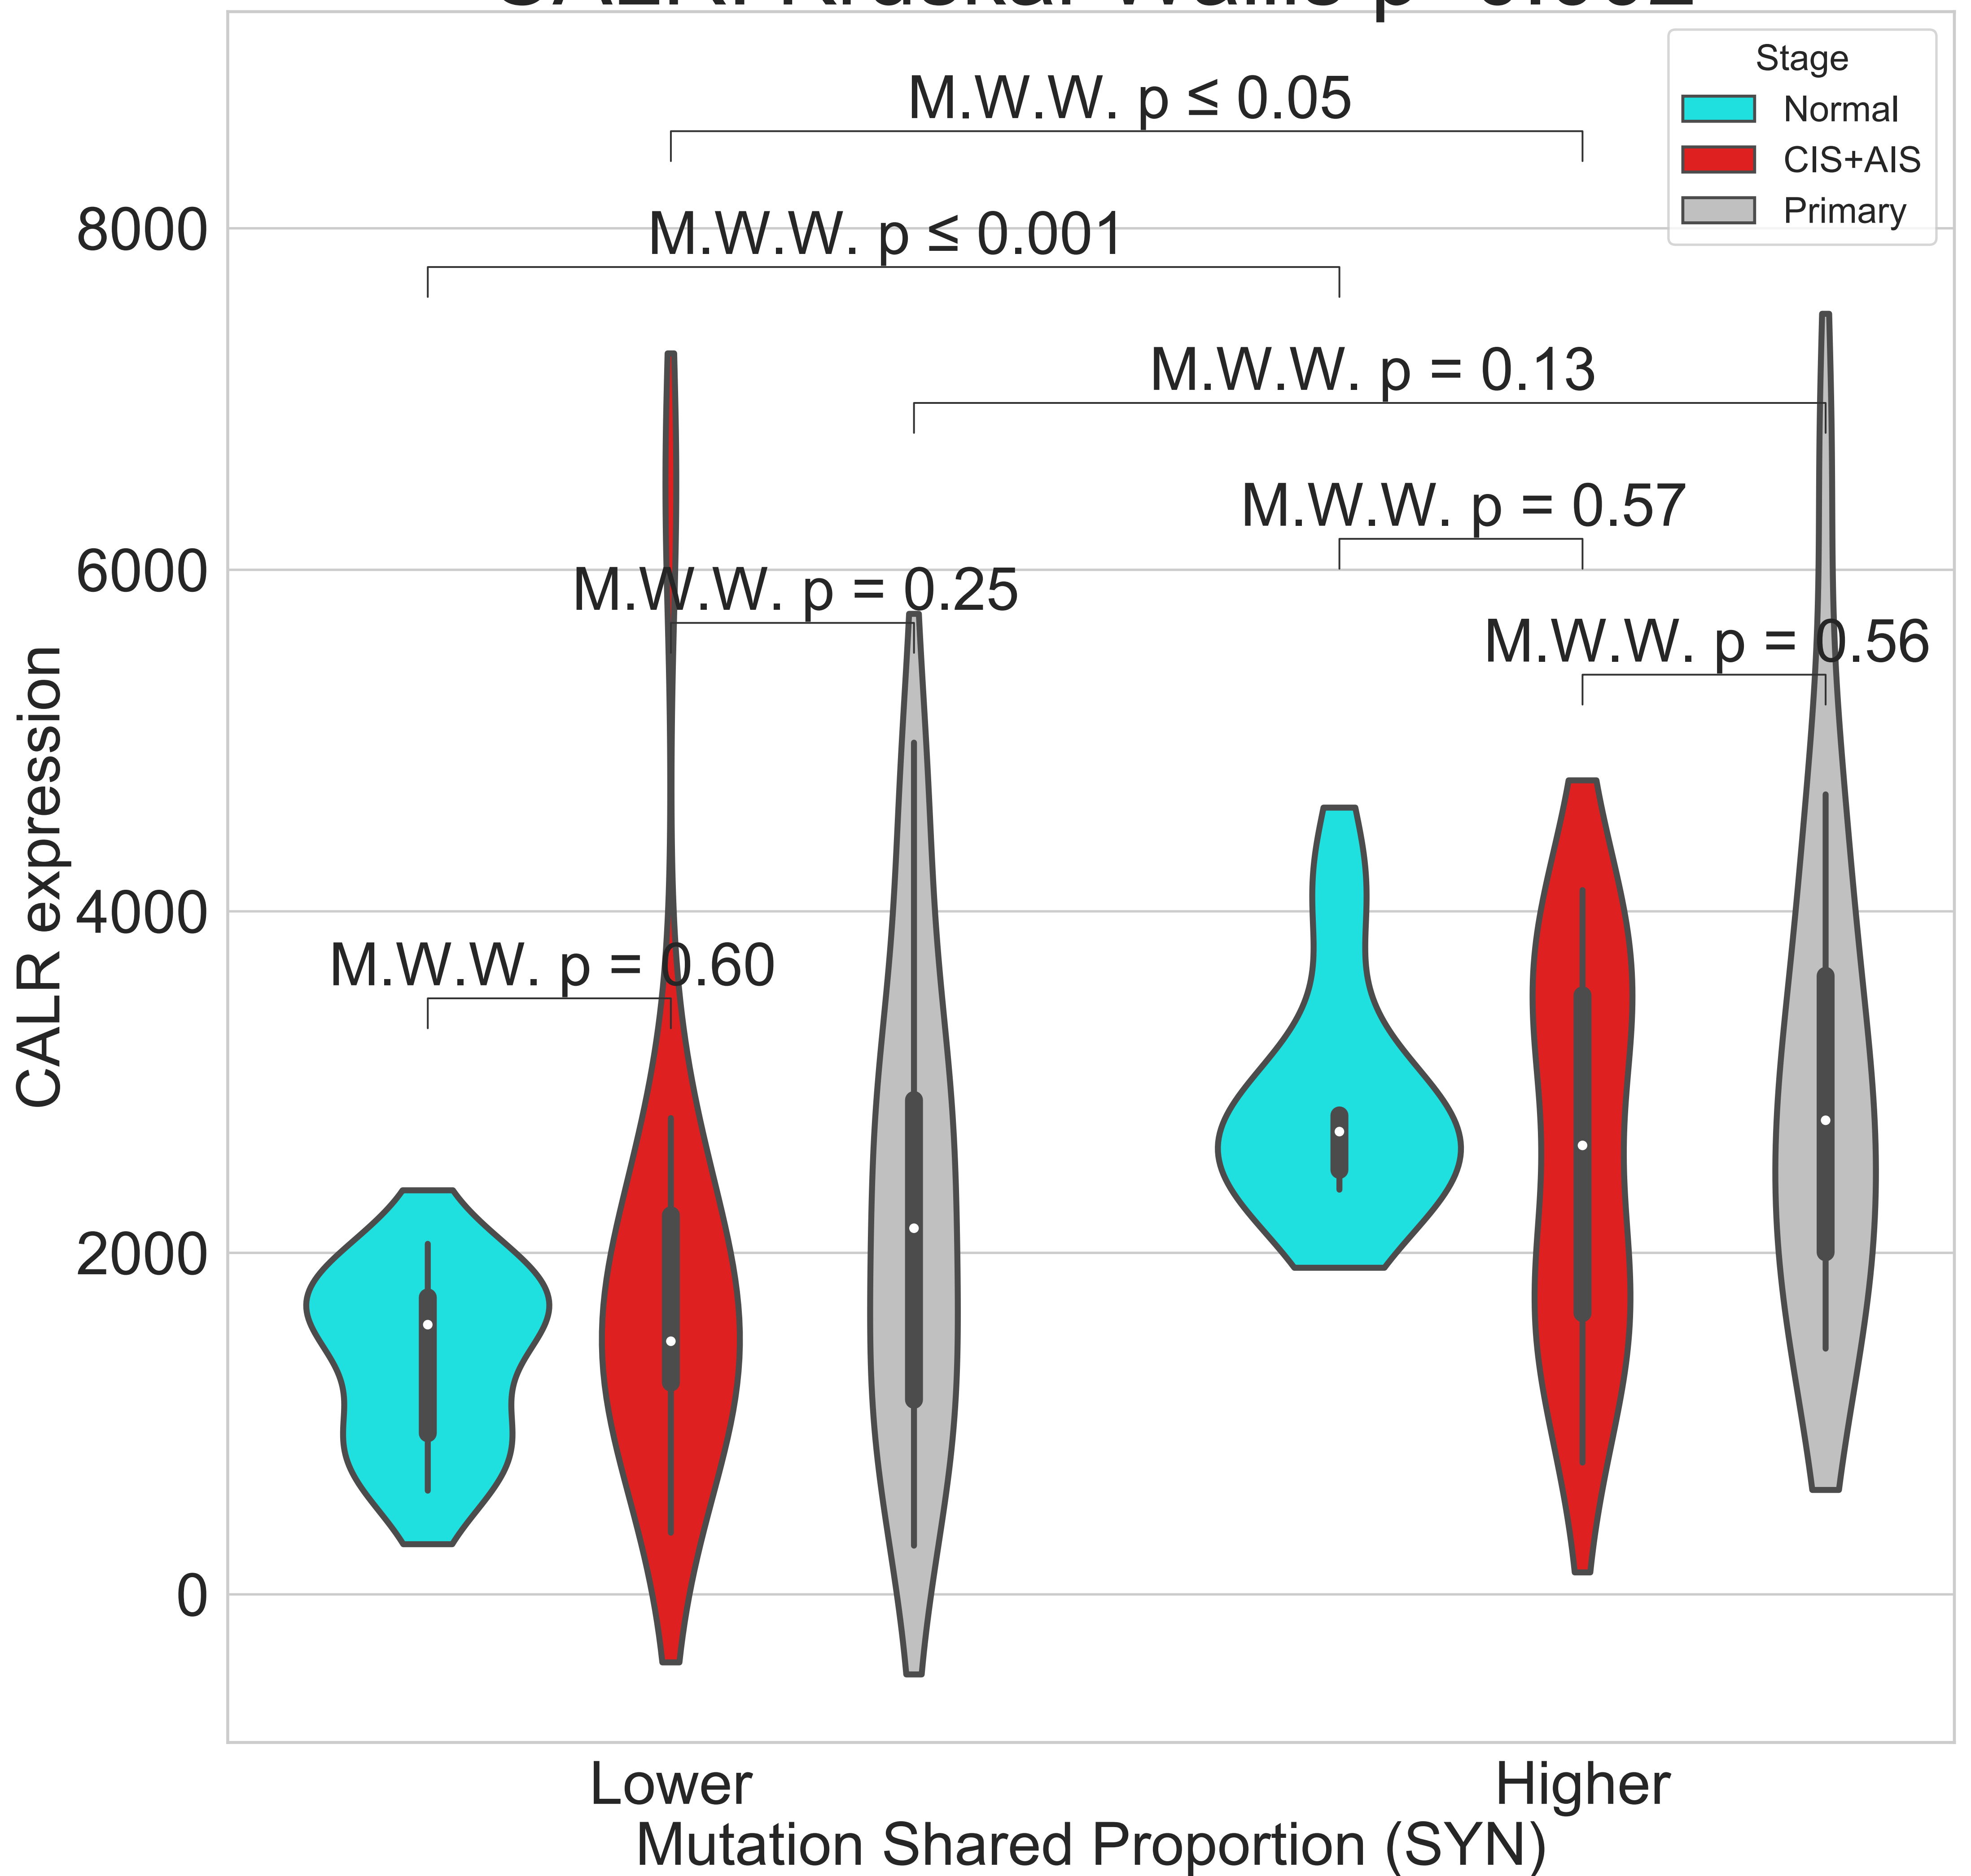 Stage
Normal
CIS+AIS
Primary
M.W.W. p ≤ 0.05
M.W.W. p ≤ 0.001
M.W.W. p = 0.13
M.W.W. p = 0.57
M.W.W. p = 0.25
M.W.W. p = 0.56
M.W.W. p = 0.60
8000
6000
4000
2000
0
CALR expression
Lower
Higher
Mutation Shared Proportion (SYN)